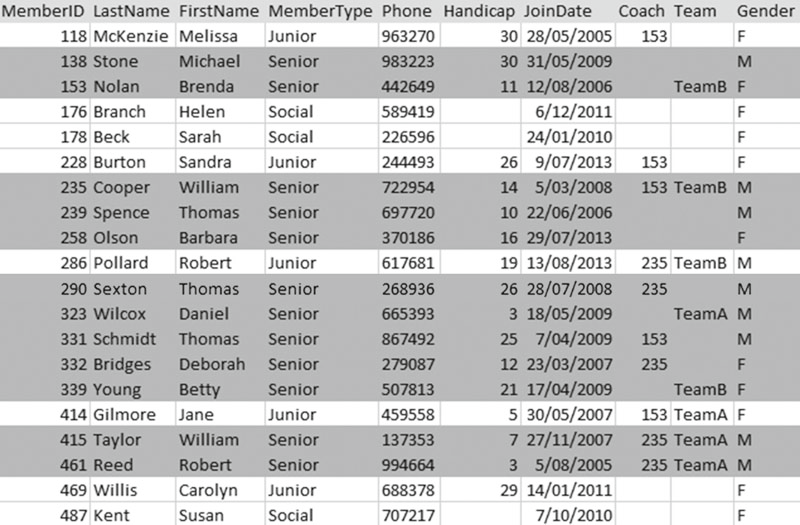 MemberID LastName FirstName MemberType Phone Handicap JoinDate Coach Team Gender
118 McKenzie Melissa Junior 963270 30 28/05/2005 153 F
138 Stone Michael Senior 983223 30 31/05/2009 M
153 Nolan Brenda Senior 442649 11 12/08/2006 TeamB F
176 Branch Helen Social 589419 6/12/2011 F
178 Beck Sarah Social 226596 24/01/2010 F
228 Burton Sandra Junior 244493 26 9/07/2013 153 F
235 Cooper William Senior 722954 14 5/03/2008 153 TeamB M
239 Spence Thomas Senior 697720 10 22/06/2006 M
258 Olson Barbara Senior 370186 16 29/07/2013 F
286 Pollard Robert Junior 617681 19 13/08/2013 235 TeamB M
290 Sexton Thomas Senior 268936 26 28/07/2008 235 M
323 Wilcox Daniel Senior 665393 3 18/05/2009 TeamA M
331 Schmidt Thomas Senior 867492 25 7/04/2009 153 M
332 Bridges Deborah Senior 279087 12 23/03/2007 235 F
339 Young Betty Senior 507813 21 17/04/2009 TeamB F
414 Gilmore Jane Junior 459558 5 30/05/2007 153 TeamA F
415 Taylor William Senior 137353 7 27/11/2007 235 TeamA M
461 Reed Robert Senior 994664 3 5/08/2005 235 TeamA M
469 Willis Carolyn Junior 688378 29 14/01/2011 F
487 Kent Susan Social 707217 7/10/2010 F